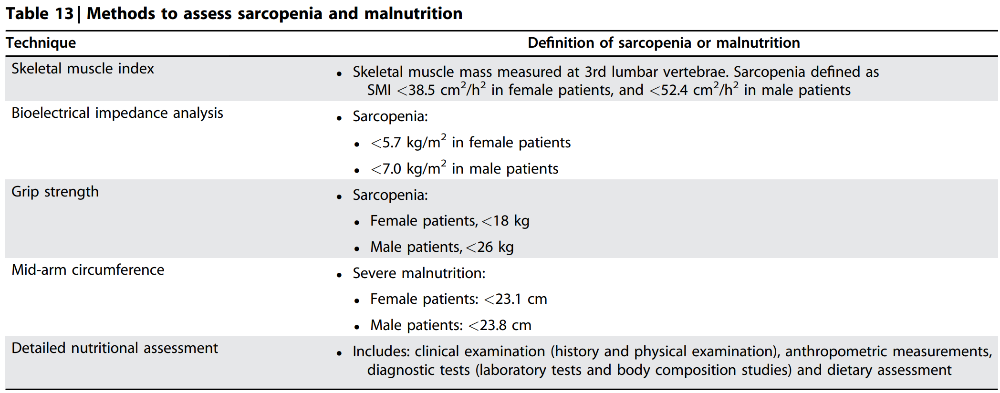 Table 13 | Methods to assess sarcopenia and malnutrition
Technique Definition of sarcopenia or malnutrition
Skeletal muscle index • Skeletal muscle mass measured at 3rd lumbar vertebrae. Sarcopenia defined as
SMI <38.5 cm²/h² in female patients, and <52.4 cm²/h² in male patients
Bioelectrical impedance analysis • Sarcopenia:
• <5.7 kg/m² in female patients
• <7.0 kg/m² in male patients
Grip strength • Sarcopenia:
• Female patients, <18 kg
• Male patients, <26 kg
Mid-arm circumference • Severe malnutrition:
• Female patients: <23.1 cm
• Male patients: <23.8 cm
Detailed nutritional assessment • Includes: clinical examination (history and physical examination), anthropometric measurements,
diagnostic tests (laboratory tests and body composition studies) and dietary assessment